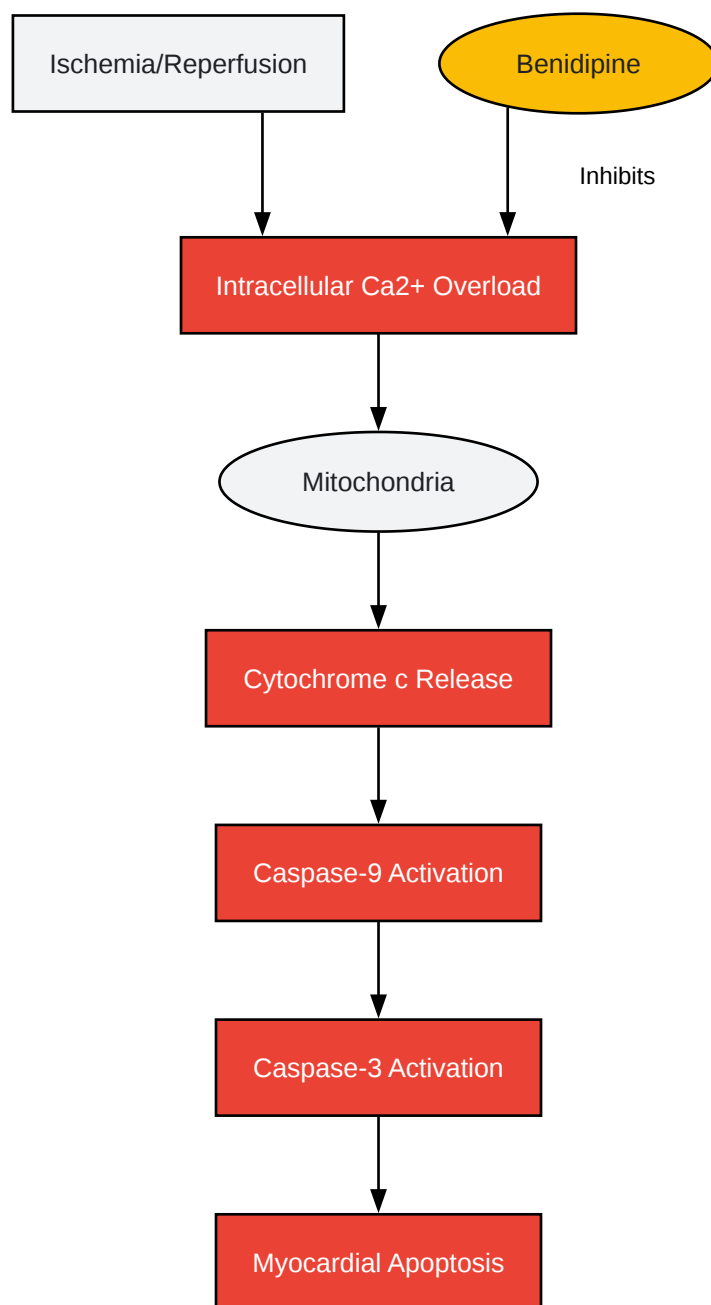 Ischemia/Reperfusion
Benidipine
Inhibits
Intracellular Ca2+ Overload
Mitochondria
Cytochrome c Release
Caspase-9 Activation
Caspase-3 Activation
Myocardial Apoptosis